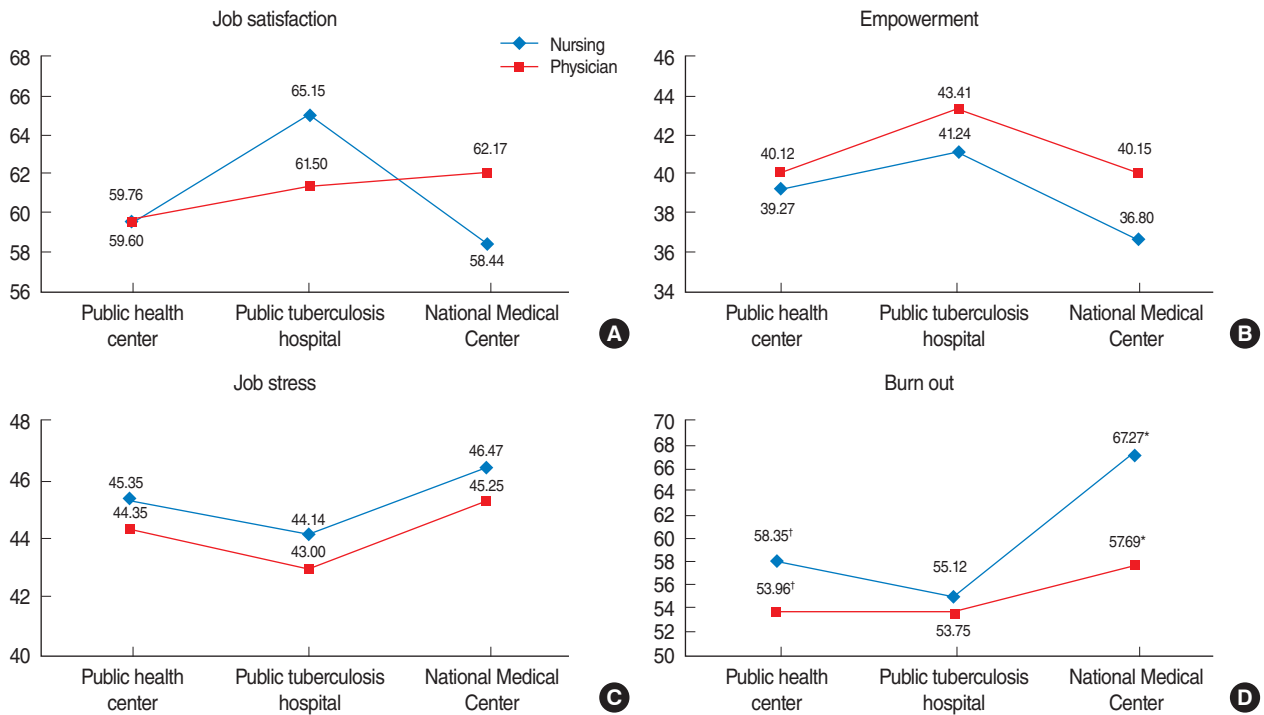 Job satisfaction
68
66
64
62
60
58
56
Nursing
Physician
65.15
61.50
62.17
59.76
59.60
58.44
Public health
center
Public tuberculosis
hospital
National Medical
Center
A
Empowerment
46
44
42
40
38
36
34
43.41
41.24
40.12
40.15
39.27
36.80
Public health
center
Public tuberculosis
hospital
National Medical
Center
B
Job stress
48
46
44
42
40
45.35
44.35
44.14
43.00
46.47
45.25
Public health
center
Public tuberculosis
hospital
National Medical
Center
C
Burn out
70
68
66
64
62
60
58
56
54
52
50
67.27*
58.35†
57.69*
55.12
53.96†
53.75
Public health
center
Public tuberculosis
hospital
National Medical
Center
D